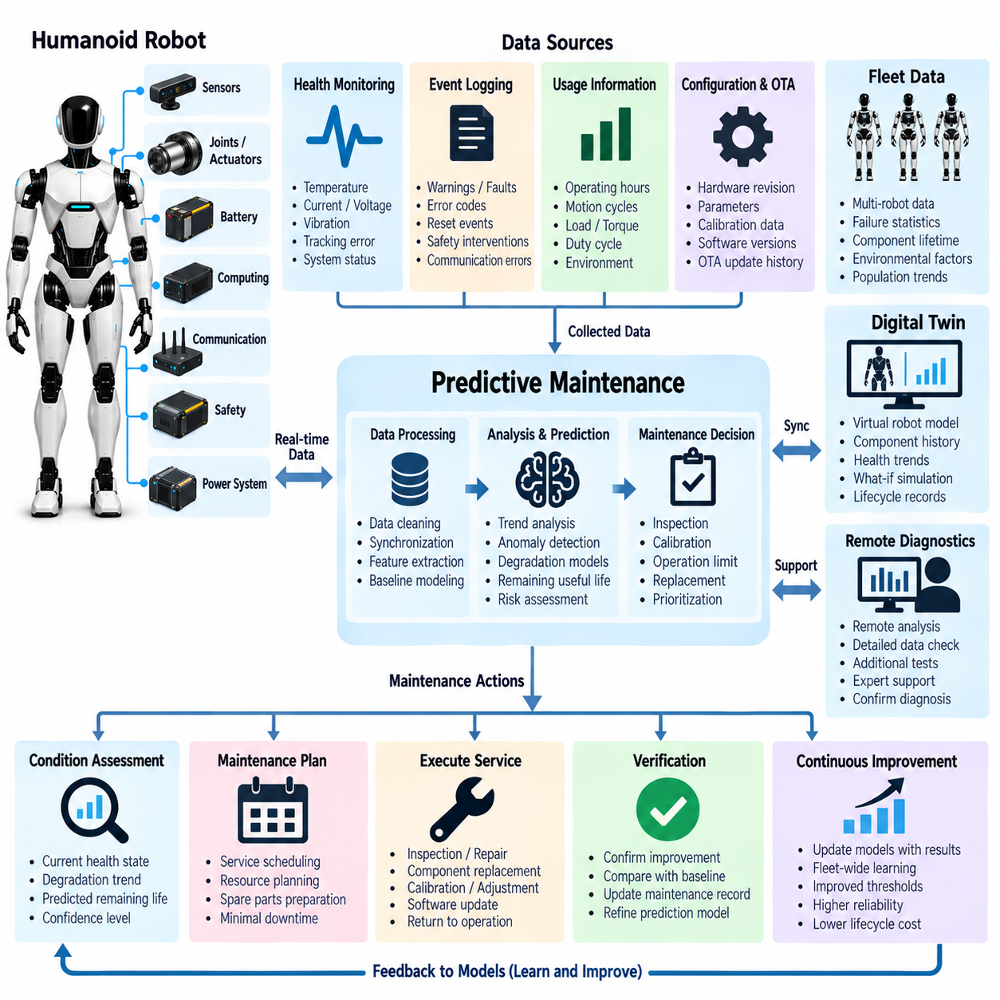 Humanoid Robot
Sensors
Joints /
Actuators
Battery
Computing
Communication
Safety
Power System
Data Sources
Health Monitoring
• Temperature
• Current / Voltage
• Vibration
• Tracking error
• System status
Event Logging
• Warnings / Faults
• Error codes
• Reset events
• Safety interventions
• Communication errors
Usage Information
• Operating hours
• Motion cycles
• Load / Torque
• Duty cycle
• Environment
Configuration & OTA
• Hardware revision
• Parameters
• Calibration data
• Software versions
• OTA update history
Fleet Data
• Multi-robot data
• Failure statistics
• Component lifetime
• Environmental factors
• Population trends
Collected Data
Real-time
Data
Predictive Maintenance
Data Processing
• Data cleaning
• Synchronization
• Feature extraction
• Baseline modeling
Analysis & Prediction
• Trend analysis
• Anomaly detection
• Degradation models
• Remaining useful life
• Risk assessment
Maintenance Decision
• Inspection
• Calibration
• Operation limit
• Replacement
• Prioritization
Sync
Digital Twin
• Virtual robot model
• Component history
• Health trends
• What-if simulation
• Lifecycle records
Support
Remote Diagnostics
• Remote analysis
• Detailed data check
• Additional tests
• Expert support
• Confirm diagnosis
Maintenance Actions
Condition Assessment
• Current health state
• Degradation trend
• Predicted remaining life
• Confidence level
Maintenance Plan
• Service scheduling
• Resource planning
• Spare parts preparation
• Minimal downtime
Execute Service
• Inspection / Repair
• Component replacement
• Calibration / Adjustment
• Software update
• Return to operation
Verification
• Confirm improvement
• Compare with baseline
• Update maintenance record
• Refine prediction model
Continuous Improvement
• Update models with results
• Fleet-wide learning
• Improved thresholds
• Higher reliability
• Lower lifecycle cost
Feedback to Models (Learn and Improve)